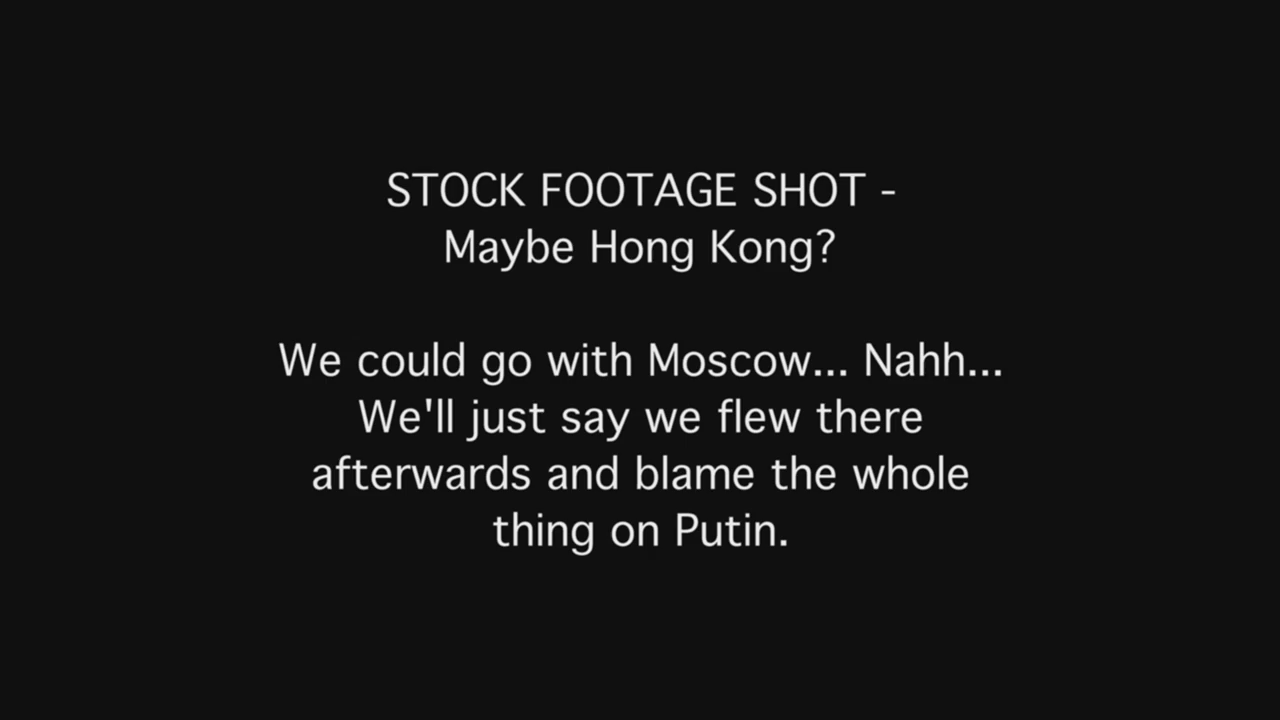 STOCK FOOTAGE SHOT -
Maybe Hong Kong?
We could go with Moscow... Nahh...
We'll just say we flew there
afterwards and blame the whole
thing on Putin.